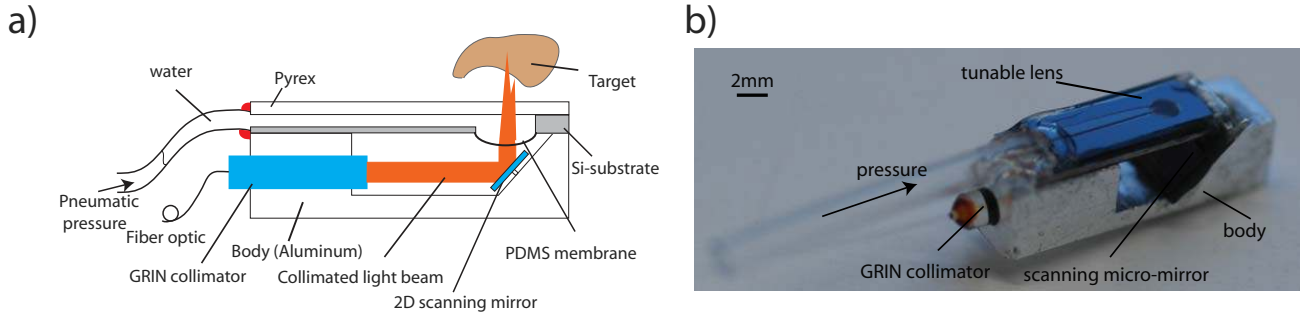 a)
water
Pyrex
Target
Si-substrate
Pneumatic
pressure
Fiber optic
Body (Aluminum)
PDMS membrane
GRIN collimator
Collimated light beam
2D scanning mirror
b)
2mm
tunable lens
pressure
body
GRIN collimator
scanning micro-mirror